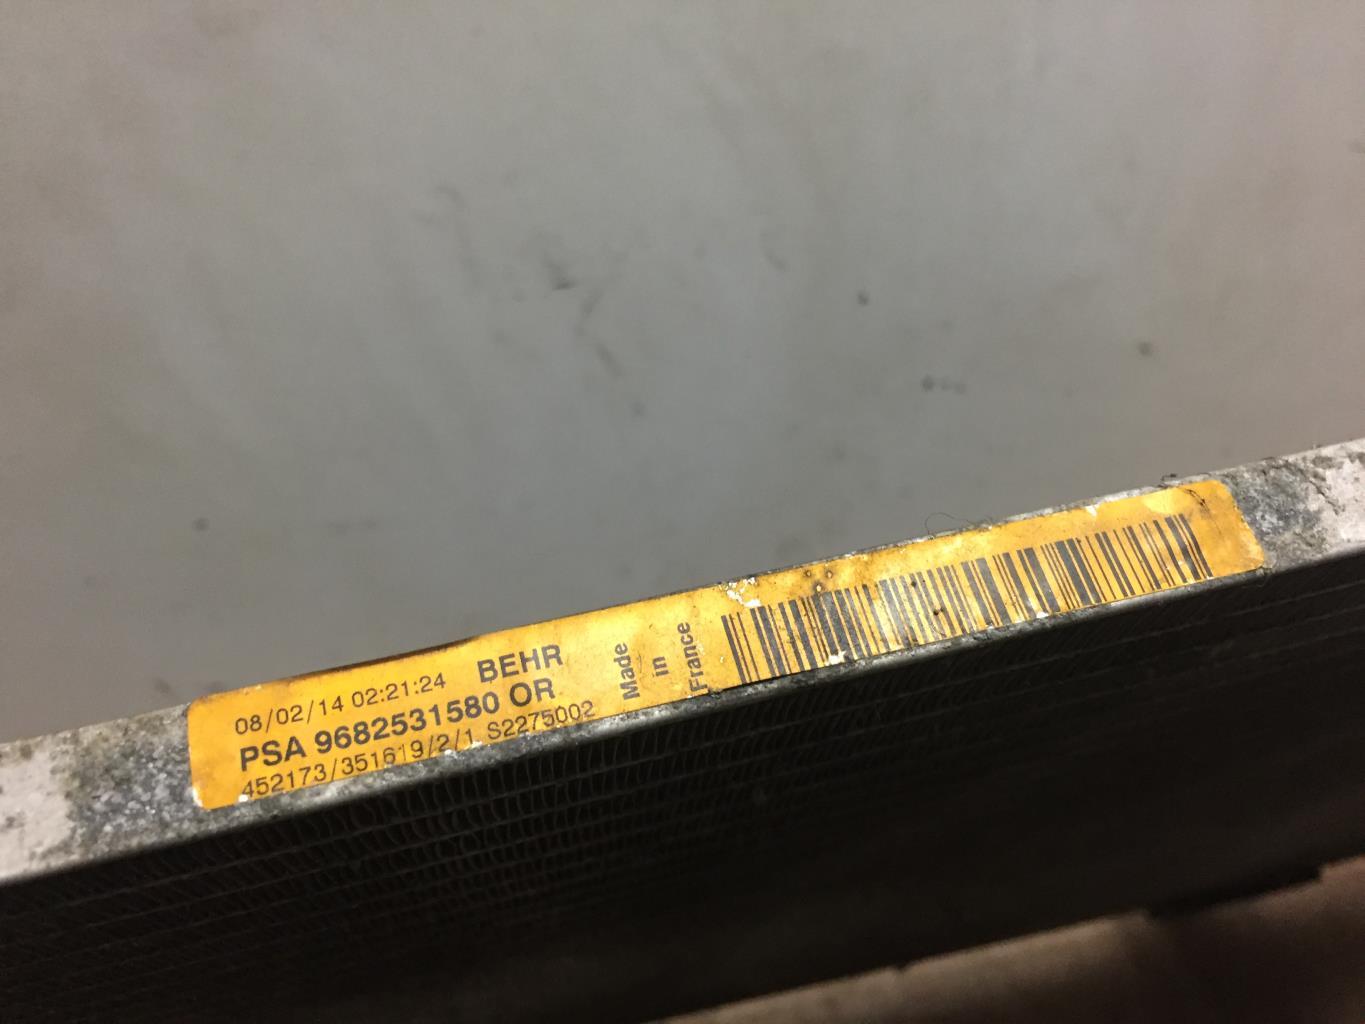 08/02/14 02:21:24 BEHR
PSA 9682531580 OR
452173/351619/2/1 S2275002
Made
in
France